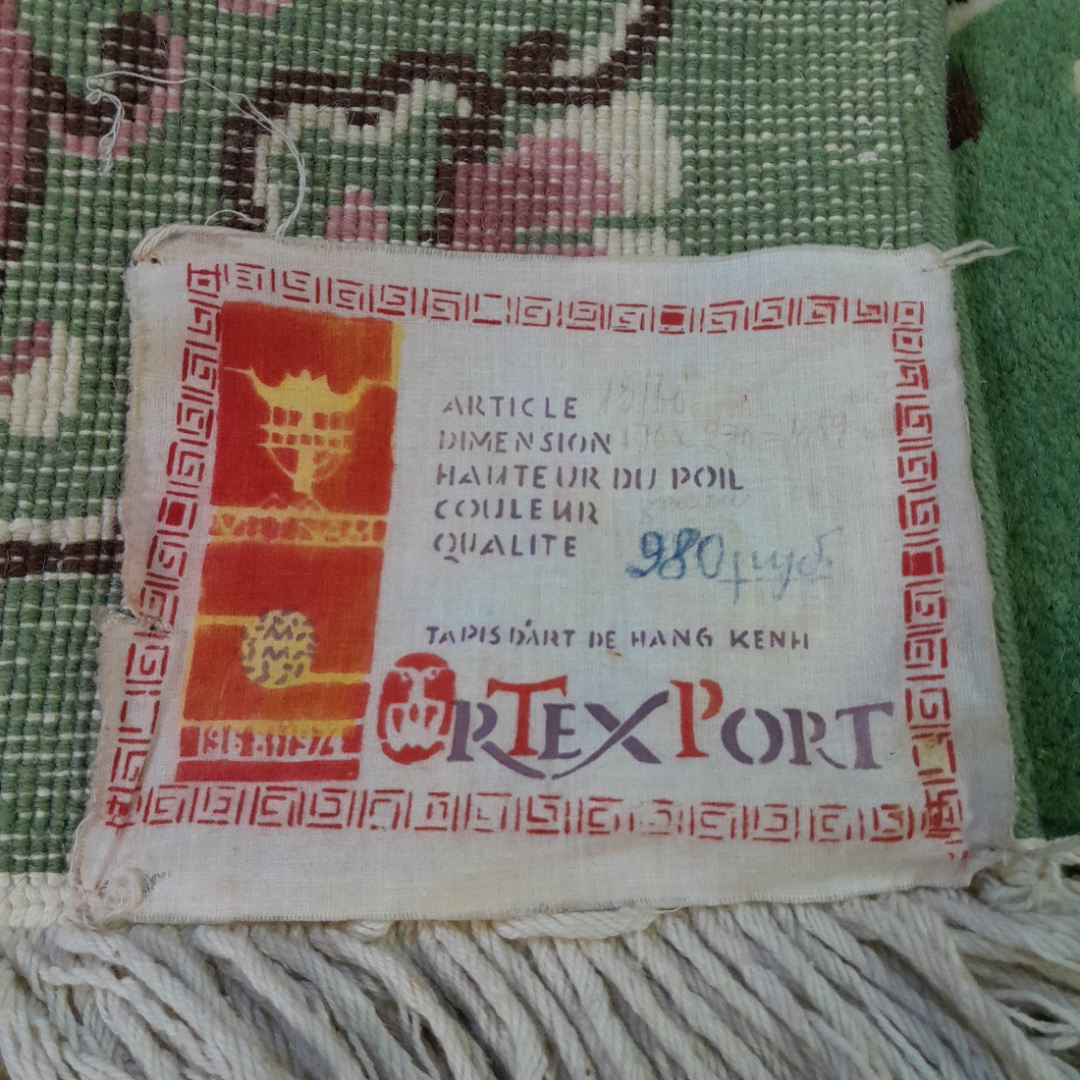 ARTICLE
DIMENSION
HAUTEUR DU POIL
COULEUR
QUALITE 980 руб.
TAPIS D'ART DE HANG KENH
ARTEXPORT